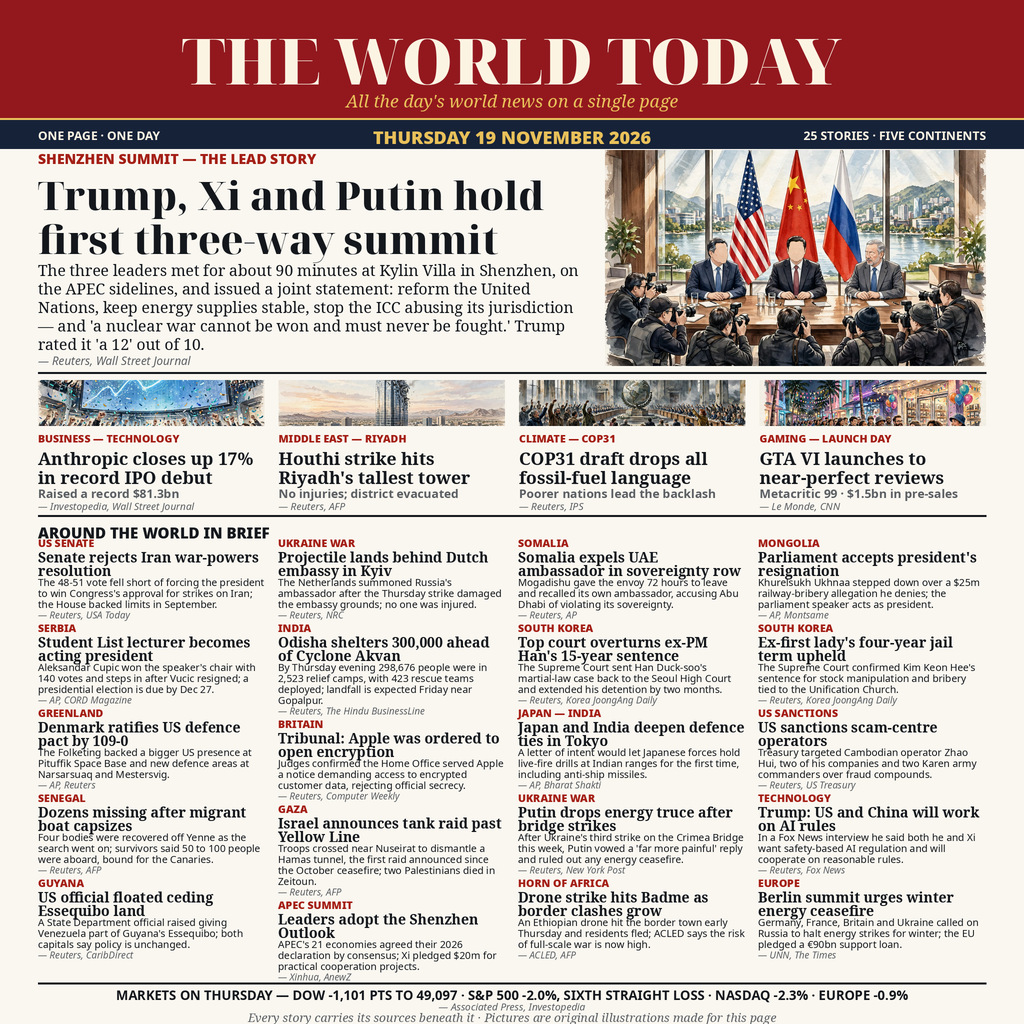 THE WORLD TODAY
All the day's world news on a single page
ONE PAGE · ONE DAY
THURSDAY 19 NOVEMBER 2026
25 STORIES · FIVE CONTINENTS
SHENZHEN SUMMIT — THE LEAD STORY
Trump, Xi and Putin hold
first three-way summit
The three leaders met for about 90 minutes at Kylin Villa in Shenzhen, on
the APEC sidelines, and issued a joint statement: reform the United
Nations, keep energy supplies stable, stop the ICC abusing its jurisdiction
— and 'a nuclear war cannot be won and must never be fought.' Trump
rated it 'a 12' out of 10.
— Reuters, Wall Street Journal
BUSINESS — TECHNOLOGY
Anthropic closes up 17%
in record IPO debut
Raised a record $81.3bn
— Investopedia, Wall Street Journal
MIDDLE EAST — RIYADH
Houthi strike hits
Riyadh's tallest tower
No injuries; district evacuated
— Reuters, AFP
CLIMATE — COP31
COP31 draft drops all
fossil-fuel language
Poorer nations lead the backlash
— Reuters, IPS
GAMING — LAUNCH DAY
GTA VI launches to
near-perfect reviews
Metacritic 99 · $1.5bn in pre-sales
— Le Monde, CNN
AROUND THE WORLD IN BRIEF
US SENATE
Senate rejects Iran war-powers
resolution
The 48-51 vote fell short of forcing the president
to win Congress's approval for strikes on Iran;
the House backed limits in September.
— Reuters, USA Today
SERBIA
Student List lecturer becomes
acting president
Aleksandar Cupic won the speaker's chair with
140 votes and steps in after Vucic resigned; a
presidential election is due by Dec 27.
— AP, CORD Magazine
GREENLAND
Denmark ratifies US defence
pact by 109-0
The Folketing backed a bigger US presence at
Pituffik Space Base and new defence areas at
Narsarsuaq and Mestersvig.
— AP, Reuters
SENEGAL
Dozens missing after migrant
boat capsizes
Four bodies were recovered off Yenne as the
search went on; survivors said 50 to 100 people
were aboard, bound for the Canaries.
— Reuters, AFP
GUYANA
US official floated ceding
Essequibo land
A State Department official raised giving
Venezuela part of Guyana's Essequibo; both
capitals say policy is unchanged.
— Reuters, CaribDirect
UKRAINE WAR
Projectile lands behind Dutch
embassy in Kyiv
The Netherlands summoned Russia's
ambassador after the Thursday strike damaged
the embassy grounds; no one was injured.
— Reuters, NRC
INDIA
Odisha shelters 300,000 ahead
of Cyclone Akvan
By Thursday evening 298,676 people were in
2,523 relief camps, with 423 rescue teams
deployed; landfall is expected Friday near
Gopalpur.
— Reuters, The Hindu BusinessLine
BRITAIN
Tribunal: Apple was ordered to
open encryption
Judges confirmed the Home Office served Apple
a notice demanding access to encrypted
customer data, rejecting official secrecy.
— Reuters, Computer Weekly
GAZA
Israel announces tank raid past
Yellow Line
Troops crossed near Nuseirat to dismantle a
Hamas tunnel, the first raid announced since
the October ceasefire; two Palestinians died in
Zeitoun.
— Reuters, AFP
APEC SUMMIT
Leaders adopt the Shenzhen
Outlook
APEC's 21 economies agreed their 2026
declaration by consensus; Xi pledged $20m for
practical cooperation projects.
— Xinhua, AnewZ
SOMALIA
Somalia expels UAE
ambassador in sovereignty row
Mogadishu gave the envoy 72 hours to leave
and recalled its own ambassador, accusing Abu
Dhabi of violating its sovereignty.
— Reuters, AP
SOUTH KOREA
Top court overturns ex-PM
Han's 15-year sentence
The Supreme Court sent Han Duck-soo's
martial-law case back to the Seoul High Court
and extended his detention by two months.
— Reuters, Korea JoongAng Daily
JAPAN — INDIA
Japan and India deepen defence
ties in Tokyo
A letter of intent would let Japanese forces hold
live-fire drills at Indian ranges for the first time,
including anti-ship missiles.
— AP, Bharat Shakti
UKRAINE WAR
Putin drops energy truce after
bridge strikes
After Ukraine's third strike on the Crimea Bridge
this week, Putin vowed a 'far more painful' reply
and ruled out any energy ceasefire.
— Reuters, New York Post
HORN OF AFRICA
Drone strike hits Badme as
border clashes grow
An Ethiopian drone hit the border town early
Thursday and residents fled; ACLED says the risk
of full-scale war is now high.
— ACLED, AFP
MONGOLIA
Parliament accepts president's
resignation
Khurelsukh Ukhnaa stepped down over a $25m
railway-bribery allegation he denies; the
parliament speaker acts as president.
— AP, Montsame
SOUTH KOREA
Ex-first lady's four-year jail
term upheld
The Supreme Court confirmed Kim Keon Hee's
sentence for stock manipulation and bribery
tied to the Unification Church.
— Reuters, Korea JoongAng Daily
US SANCTIONS
US sanctions scam-centre
operators
Treasury targeted Cambodian operator Zhao
Hui, two of his companies and two Karen army
commanders over fraud compounds.
— Reuters, US Treasury
TECHNOLOGY
Trump: US and China will work
on AI rules
In a Fox News interview he said both he and Xi
want safety-based AI regulation and will
cooperate on reasonable rules.
— Reuters, Fox News
EUROPE
Berlin summit urges winter
energy ceasefire
Germany, France, Britain and Ukraine called on
Russia to halt energy strikes for winter; the EU
pledged a €90bn support loan.
— UNN, The Times
MARKETS ON THURSDAY — DOW -1,101 PTS TO 49,097 · S&P 500 -2.0%, SIXTH STRAIGHT LOSS · NASDAQ -2.3% · EUROPE -0.9%
— Associated Press, Investopedia
Every story carries its sources beneath it · Pictures are original illustrations made for this page